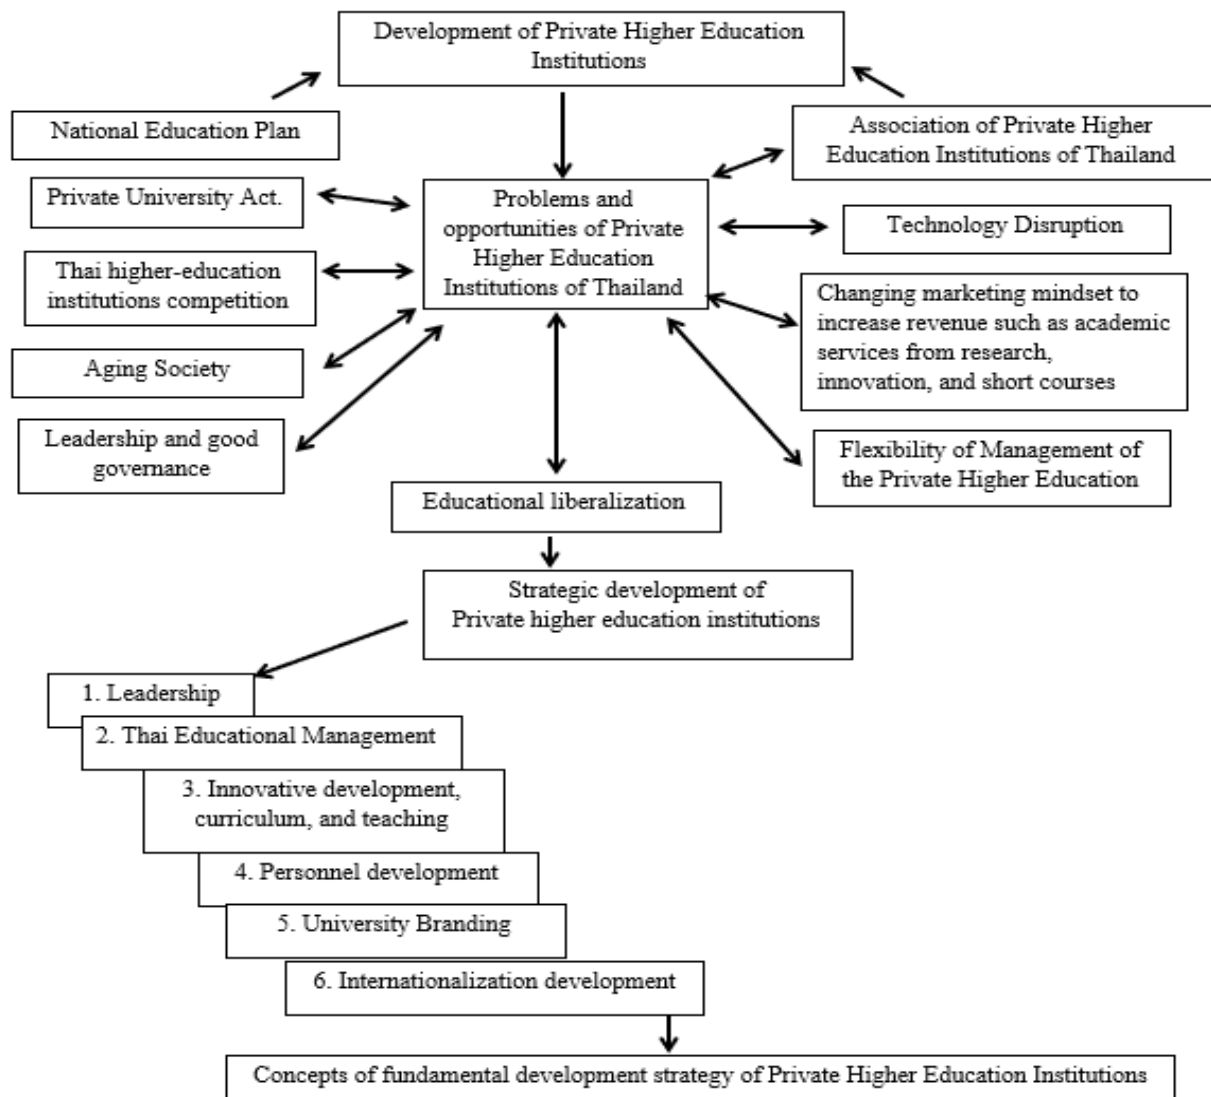 Development of Private Higher Education
Institutions
National Education Plan
Association of Private Higher
Education Institutions of Thailand
Private University Act.
Problems and
opportunities of Private
Higher Education
Institutions of Thailand
Technology Disruption
Thai higher-education
institutions competition
Changing marketing mindset to
increase revenue such as academic
services from research,
innovation, and short courses
Aging Society
Leadership and good
governance
Flexibility of Management of
the Private Higher Education
Educational liberalization
Strategic development of
Private higher education institutions
1. Leadership
2. Thai Educational Management
3. Innovative development,
curriculum, and teaching
4. Personnel development
5. University Branding
6. Internationalization development
Concepts of fundamental development strategy of Private Higher Education Institutions